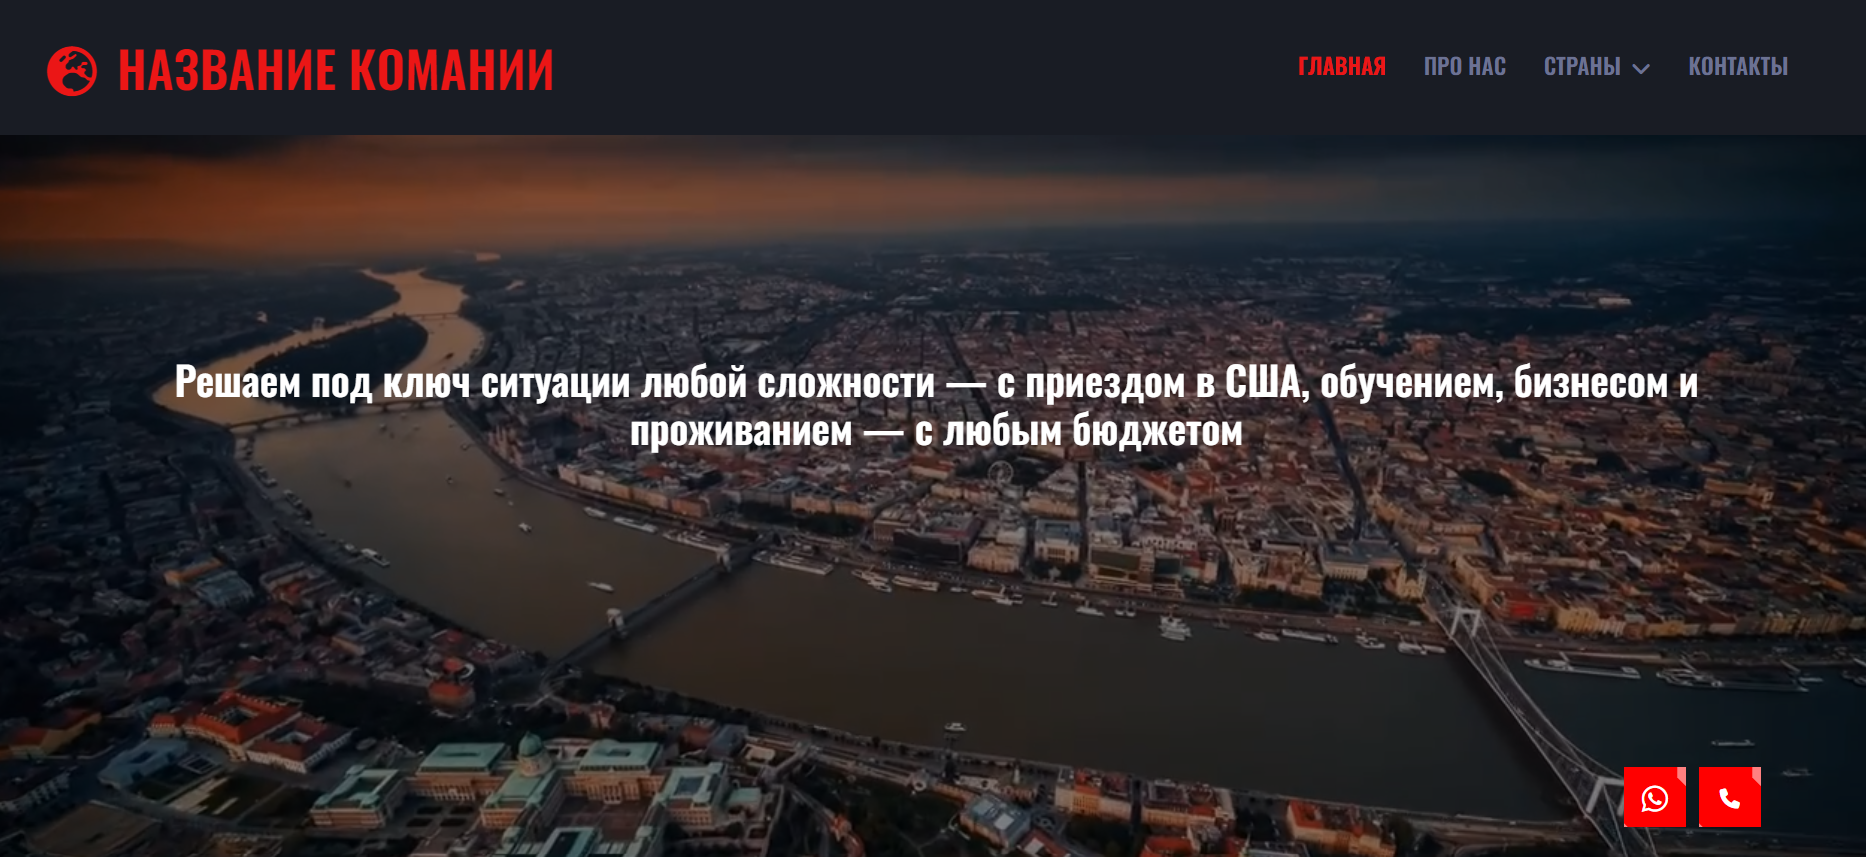 НАЗВАНИЕ КОМАНИИ
ГЛАВНАЯ ПРО НАС СТРАНЫ КОНТАКТЫ
Решаем под ключ ситуации любой сложности — с приездом в США, обучением, бизнесом и
проживанием — с любым бюджетом